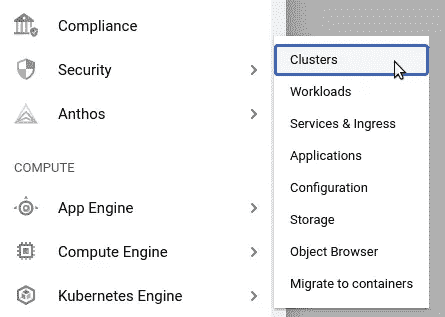 Compliance
Security
Anthos
COMPUTE
App Engine
Compute Engine
Kubernetes Engine
Clusters
Workloads
Services & Ingress
Applications
Configuration
Storage
Object Browser
Migrate to containers